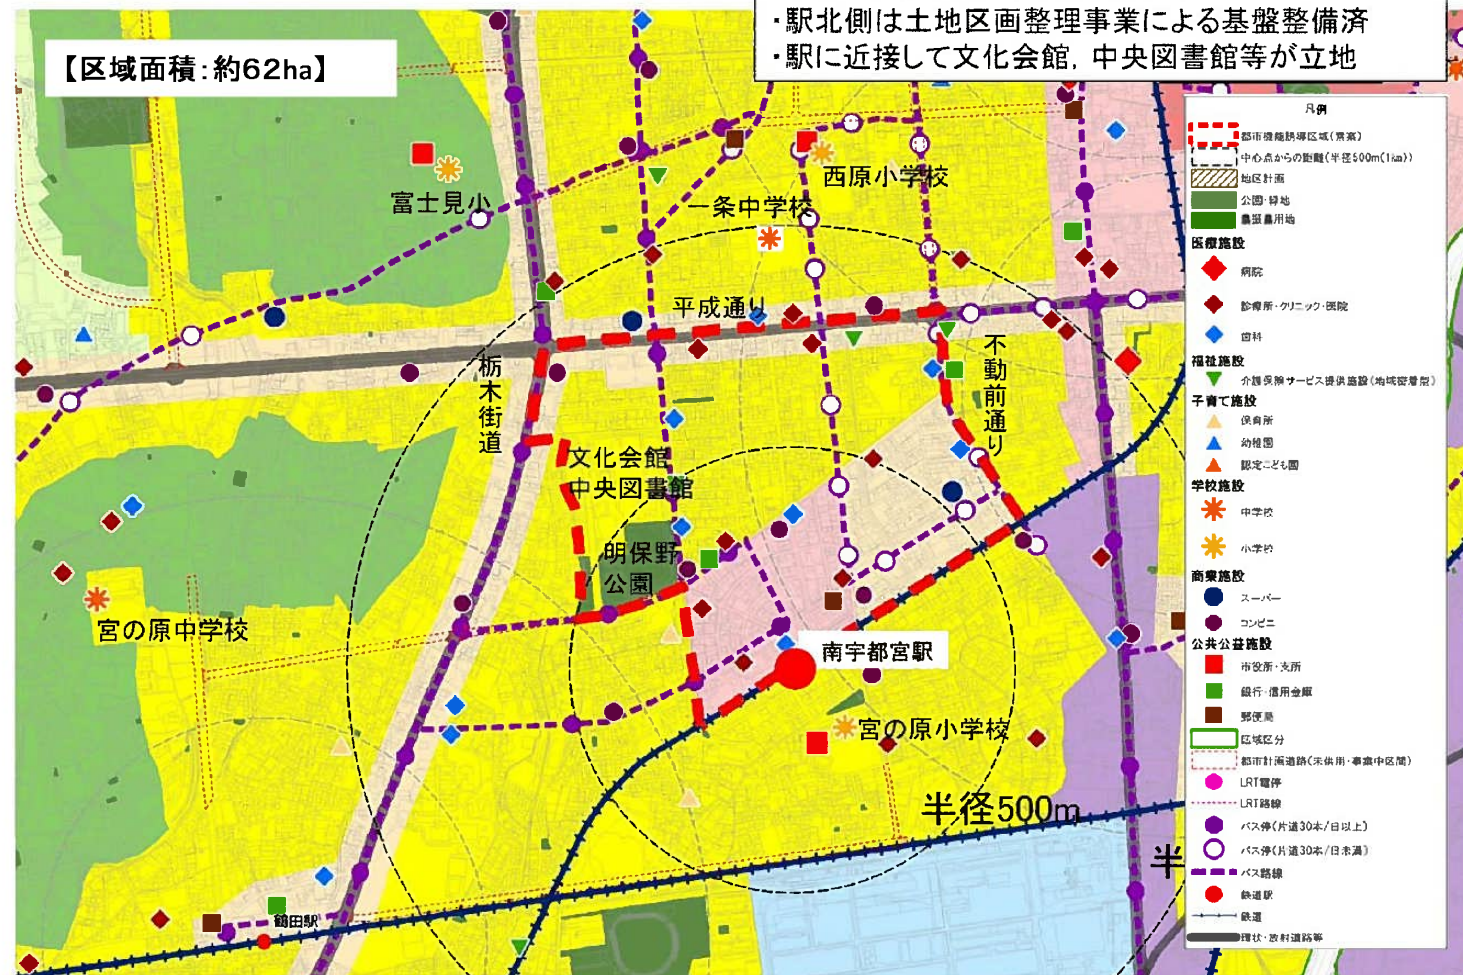 ・駅北側は土地区画整理事業による基盤整備済
・駅に近接して文化会館，中央図書館等が立地
【区域面積：約62ha】
富士見小
西原小学校
一条中学校
平成通り
栃木街道
不動前通り
文化会館
中央図書館
明保野
公園
宮の原中学校
南宇都宮駅
宮の原小学校
半径500m
半
鶴田駅
凡例
都市機能誘導区域(素案)
中心点からの距離(半径500m(1km))
地区計画
公園・緑地
農振農用地
医療施設
病院
診療所・クリニック・医院
歯科
福祉施設
介護保険サービス提供施設(地域密着型)
子育て施設
保育所
幼稚園
認定こども園
学校施設
中学校
小学校
商業施設
スーパー
コンビニ
公共公益施設
市役所・支所
銀行・信用金庫
郵便局
区域区分
都市計画道路(未供用・事業中区間)
LRT電停
LRT路線
バス停(片道30本/日以上)
バス停(片道30本/日未満)
バス路線
鉄道駅
鉄道
環状・放射道路等